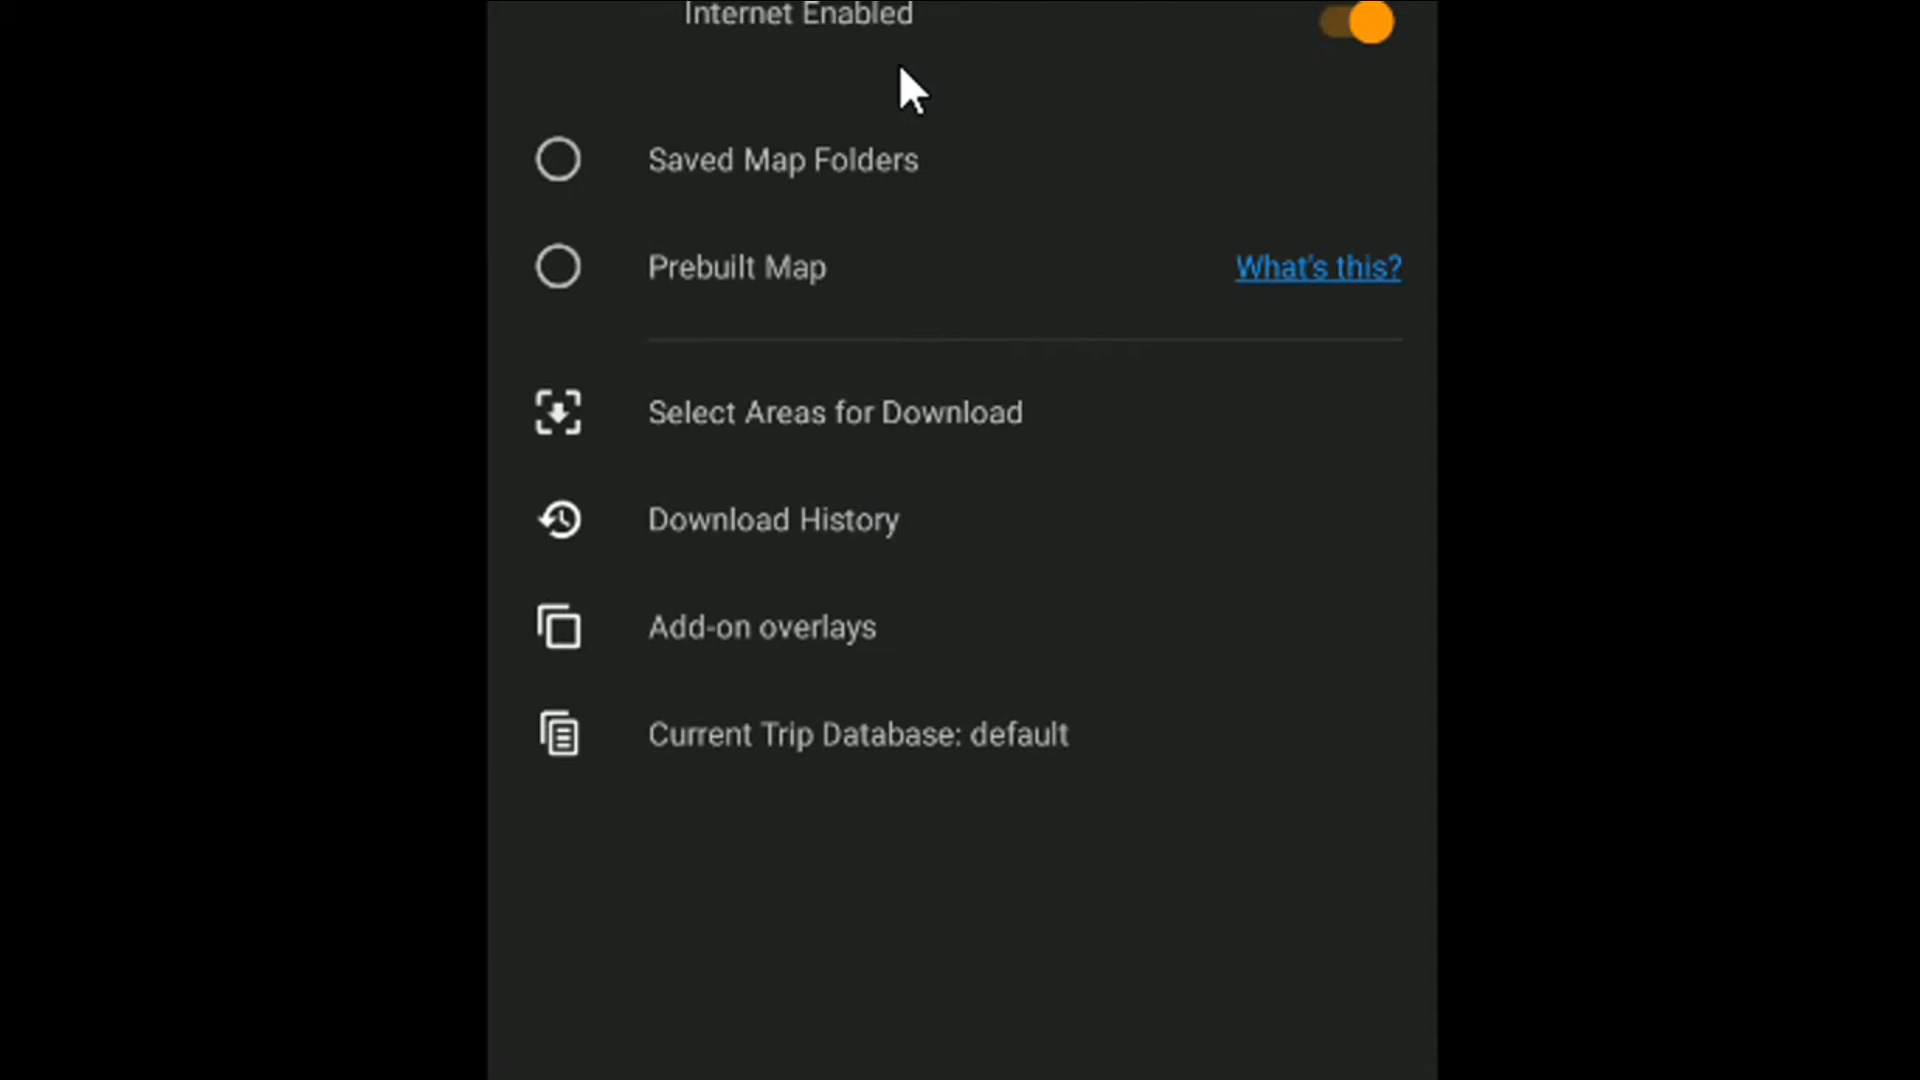 Internet Enabled
Saved Map Folders
Prebuilt Map What's this?
Select Areas for Download
Download History
Add-on overlays
Current Trip Database: default